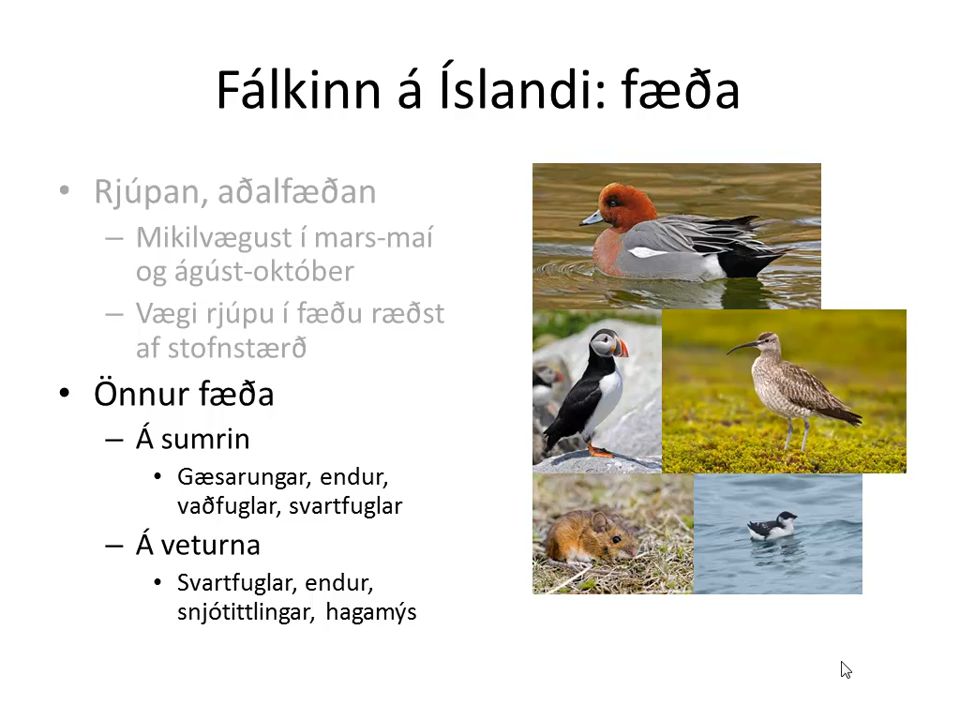 Fálkinn á Íslandi: fæða
• Rjúpan, aðalfæðan
– Mikilvægust í mars-maí
og ágúst-október
– Vægi rjúpu í fæðu ræðst
af stofnstærð
• Önnur fæða
– Á sumrin
• Gæsarungar, endur,
vaðfuglar, svartfuglar
– Á veturna
• Svartfuglar, endur,
snjótittlingar, hagamýs